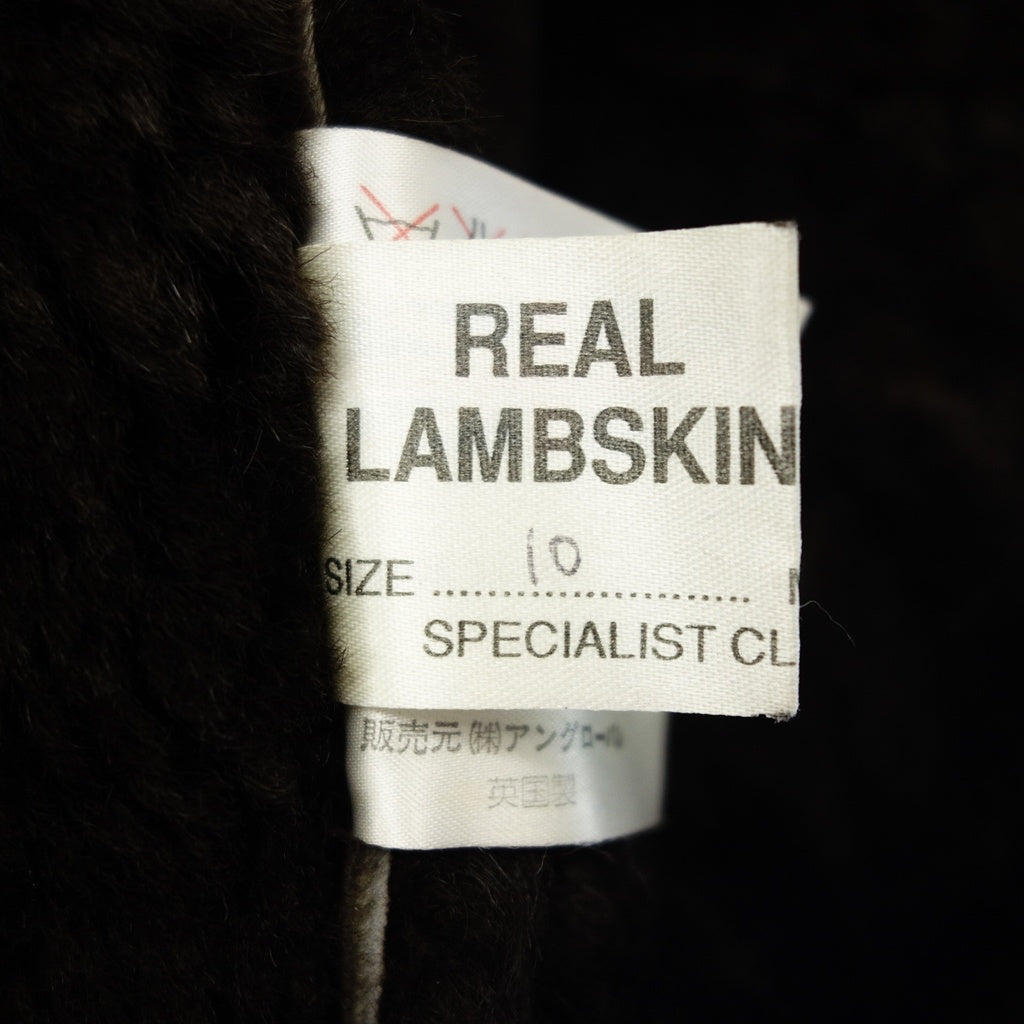 REAL
LAMBSKIN
SIZE ........................ 10
SPECIALIST CL
販売元 (株)アングローバル
英国製